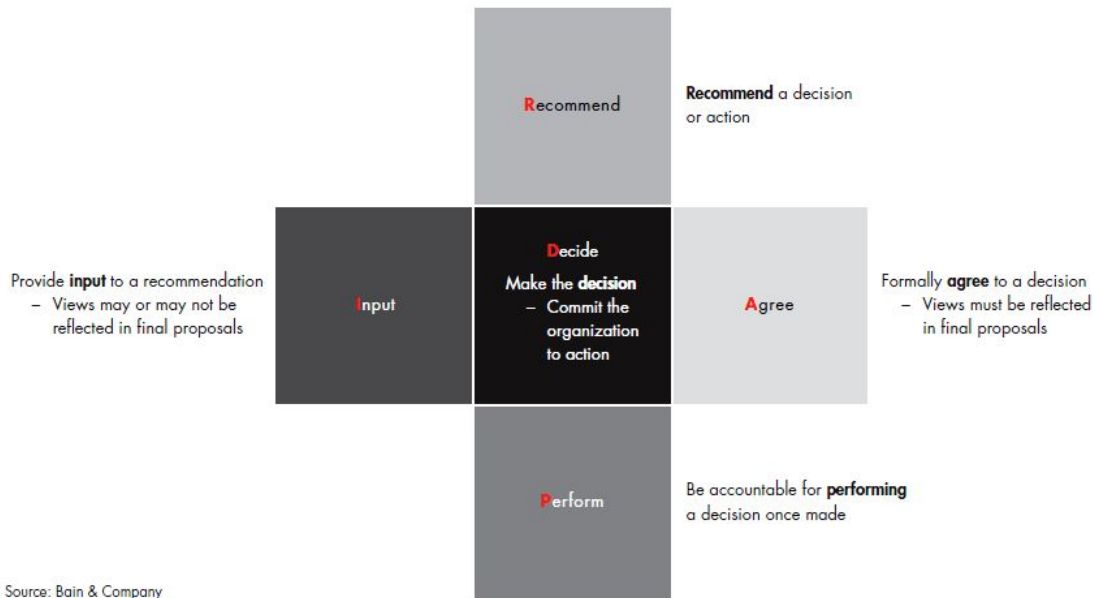 Recommend
Recommend a decision
or action
Provide input to a recommendation
– Views may or may not be
reflected in final proposals
Input
Decide
Make the decision
– Commit the
organization
to action
Agree
Formally agree to a decision
– Views must be reflected
in final proposals
Perform
Be accountable for performing
a decision once made
Source: Bain & Company